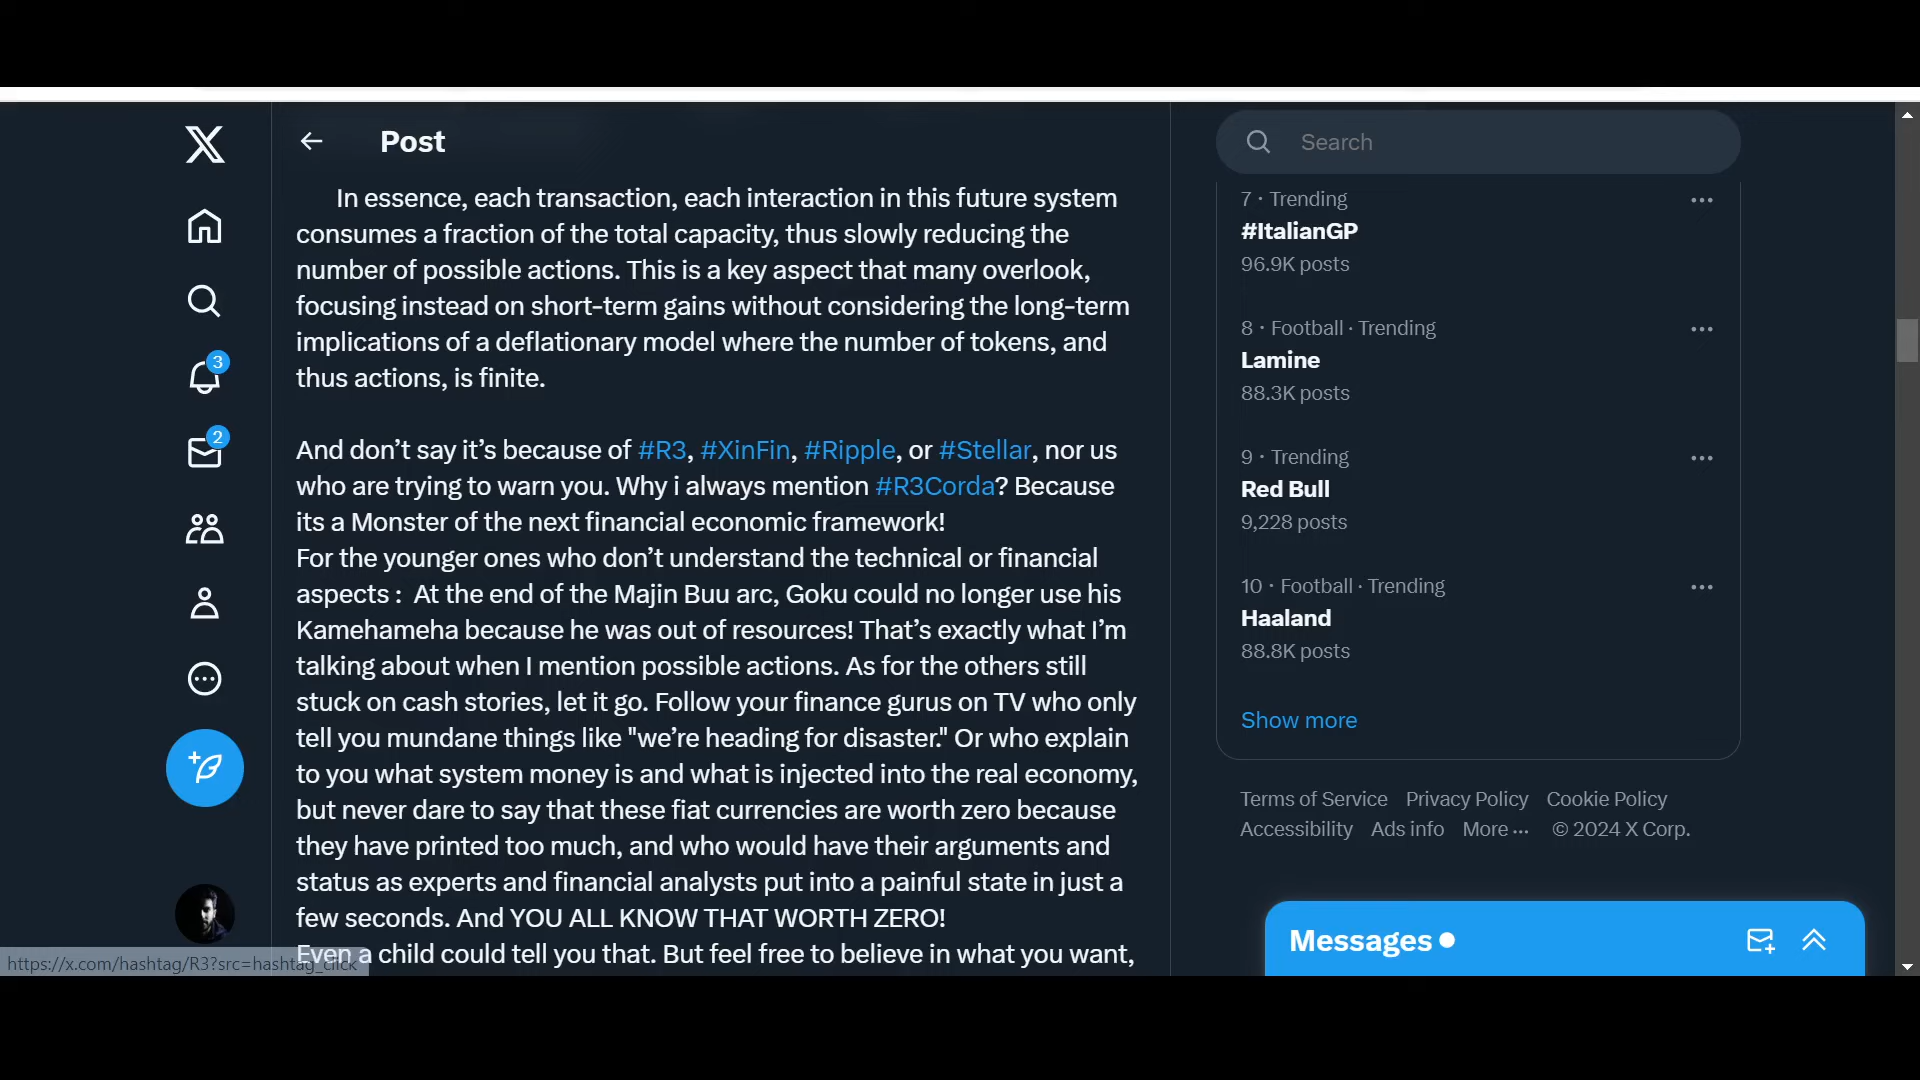 Post
In essence, each transaction, each interaction in this future system
consumes a fraction of the total capacity, thus slowly reducing the
number of possible actions. This is a key aspect that many overlook,
focusing instead on short-term gains without considering the long-term
implications of a deflationary model where the number of tokens, and
thus actions, is finite.
And don’t say it’s because of #R3, #XinFin, #Ripple, or #Stellar, nor us
who are trying to warn you. Why i always mention #R3Corda? Because
its a Monster of the next financial economic framework!
For the younger ones who don’t understand the technical or financial
aspects :  At the end of the Majin Buu arc, Goku could no longer use his
Kamehameha because he was out of resources! That’s exactly what I’m
talking about when I mention possible actions. As for the others still
stuck on cash stories, let it go. Follow your finance gurus on TV who only
tell you mundane things like "we’re heading for disaster." Or who explain
to you what system money is and what is injected into the real economy,
but never dare to say that these fiat currencies are worth zero because
they have printed too much, and who would have their arguments and
status as experts and financial analysts put into a painful state in just a
few seconds. And YOU ALL KNOW THAT WORTH ZERO!
Even a child could tell you that. But feel free to believe in what you want,
3
2
https://x.com/hashtag/R3?src=hashtag_click
Search
7 · Trending
#ItalianGP
96.9K posts
8 · Football · Trending
Lamine
88.3K posts
9 · Trending
Red Bull
9,228 posts
10 · Football · Trending
Haaland
88.8K posts
Show more
Terms of Service Privacy Policy Cookie Policy
Accessibility Ads info More ··· © 2024 X Corp.
Messages